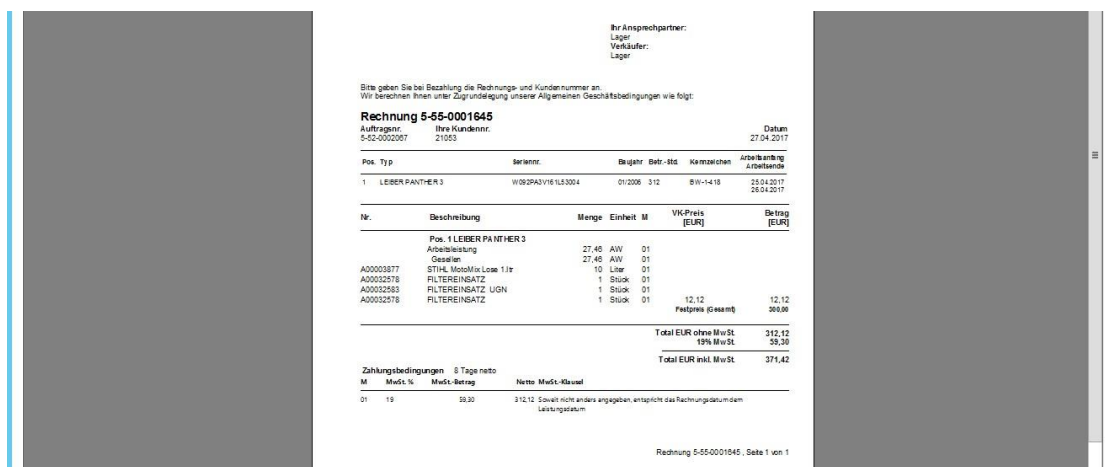 Ihr Ansprechpartner:
Lager
Verkäufer:
Lager
Bitte geben Sie bei Bezahlung die Rechnungs- und Kundennummer an.
Wir berechnen Ihnen unter Zugrundelegung unserer Allgemeinen Geschäftsbedingungen wie folgt:
Rechnung 5-55-0001645
Auftragsnr. Ihre Kundennr. Datum
5-52-0002067 21053 27.04.2017
Pos. Typ Seriennr. Baujahr Betr.-Std. Kennzeichen Arbeitsanfang
Arbeitsende
1 LEIBER PANTHER 3 W092PA3V161L53004 01/2006 312 BW-1-418 25.04.2017
26.04.2017
Nr. Beschreibung Menge Einheit M VK-Preis [EUR] Betrag [EUR]
Pos. 1 LEIBER PANTHER 3
Arbeitsleistung 27,46 AW 01
Gesellen 27,46 AW 01
A00003877 STIHL MotoMix Lose 1.ltr 10 Liter 01
A00032578 FILTEREINSATZ 1 Stück 01
A00032583 FILTEREINSATZ UGN 1 Stück 01
A00032578 FILTEREINSATZ 1 Stück 01 12,12 12,12
Festpreis (Gesamt) 300,00
Total EUR ohne MwSt. 312,12
19% MwSt. 59,30
Total EUR inkl. MwSt. 371,42
Zahlungsbedingungen 8 Tage netto
M MwSt. % MwSt.-Betrag Netto MwSt.-Klausel
01 19 59,30 312,12 Soweit nicht anders angegeben, entspricht das Rechnungsdatum dem
Leistungsdatum
Rechnung 5-55-0001645 , Seite 1 von 1